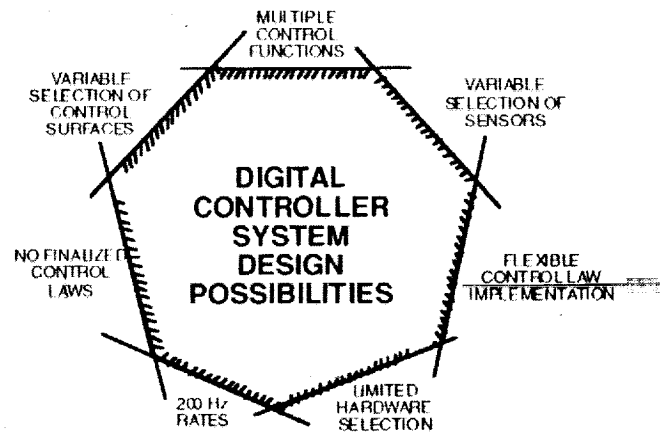 MULTIPLE
CONTROL
FUNCTIONS
VARIABLE
SELECTION OF
CONTROL
SURFACES
VARIABLE
SELECTION OF
SENSORS
DIGITAL
CONTROLLER
SYSTEM
DESIGN
POSSIBILITIES
NO FINALIZED
CONTROL
LAWS
FLEXIBLE
CONTROL LAW
IMPLEMENTATION
200 Hz
RATES
LIMITED
HARDWARE
SELECTION